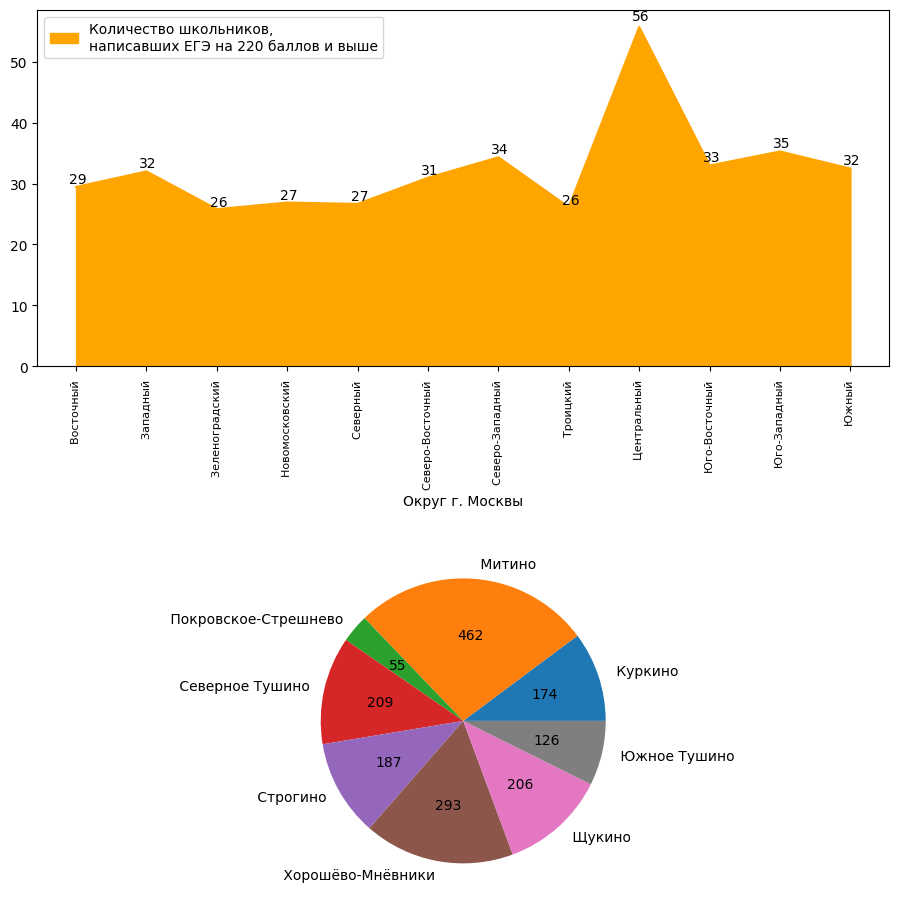 Количество школьников,
написавших ЕГЭ на 220 баллов и выше
56
50
40
30
20
10
0
29
32
26
27
27
31
34
26
33
35
32
Восточный
Западный
Зеленоградский
Новомосковский
Северный
Северо-Восточный
Северо-Западный
Троицкий
Центральный
Юго-Восточный
Юго-Западный
Южный
Округ г. Москвы
Митино
462
Покровское-Стрешнево
55
Куркино
174
Северное Тушино
209
Южное Тушино
126
Строгино
187
Щукино
206
Хорошёво-Мнёвники
293